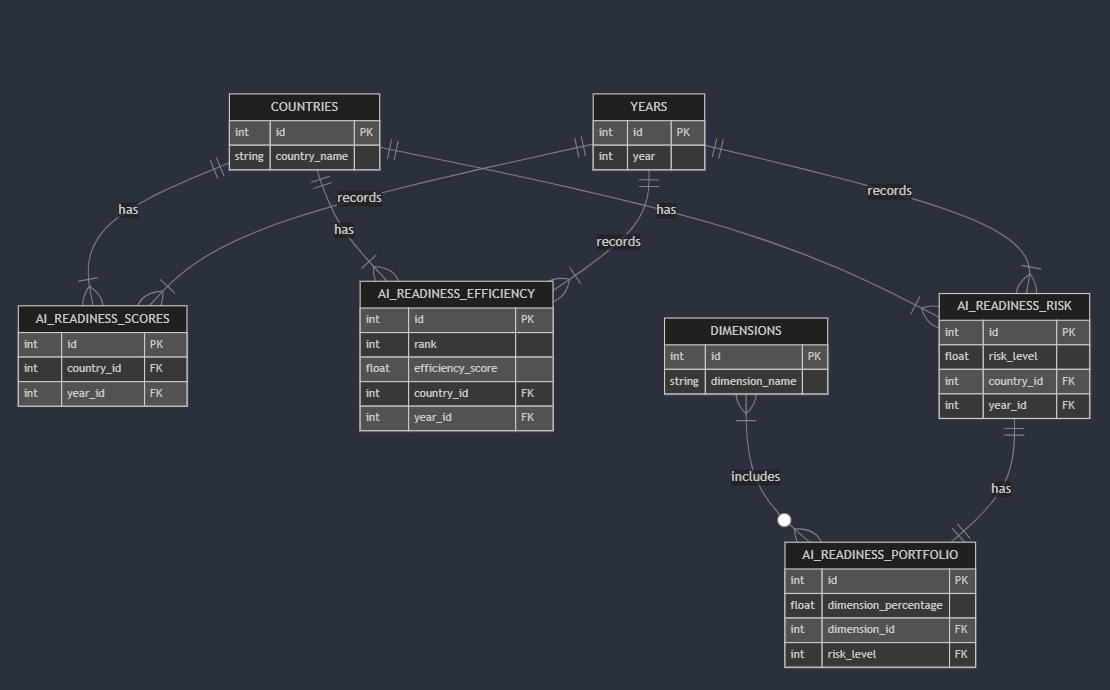 COUNTRIES
int id PK
string country_name
YEARS
int id PK
int year
has
records
has
records
has
records
AI_READINESS_SCORES
int id PK
int country_id FK
int year_id FK
AI_READINESS_EFFICIENCY
int id PK
int rank
float efficiency_score
int country_id FK
int year_id FK
DIMENSIONS
int id PK
string dimension_name
AI_READINESS_RISK
int id PK
float risk_level
int country_id FK
int year_id FK
includes
has
AI_READINESS_PORTFOLIO
int id PK
float dimension_percentage
int dimension_id FK
int risk_level FK